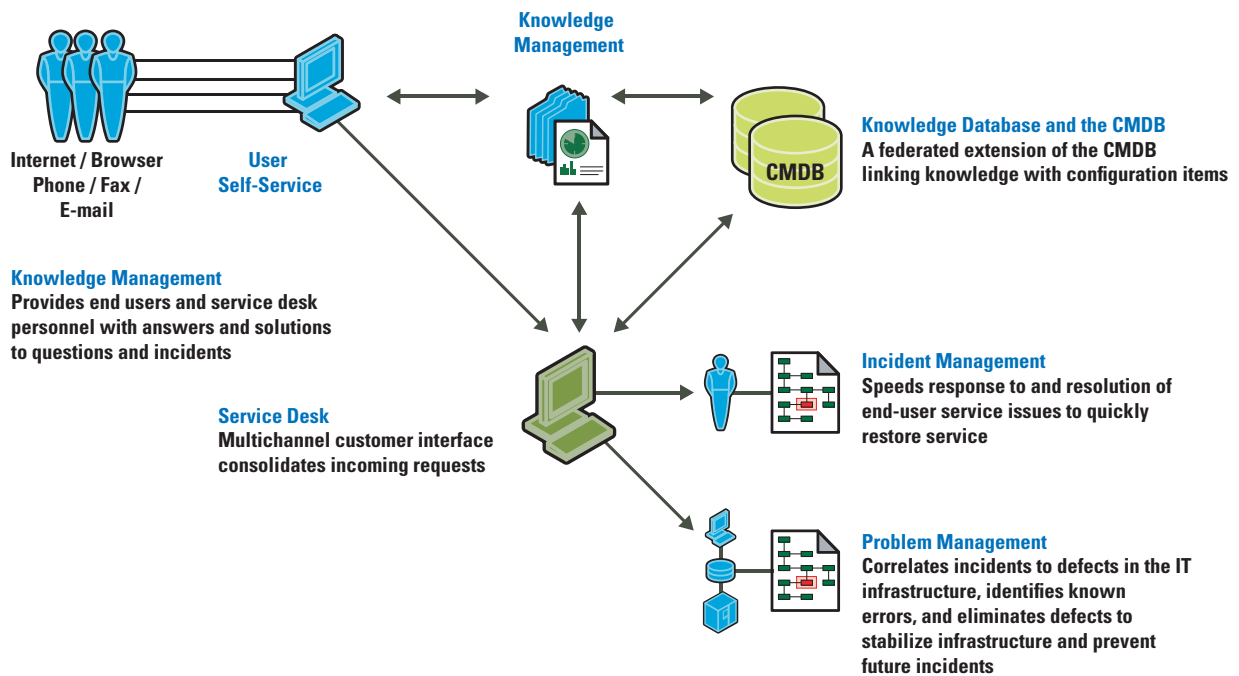 Knowledge
Management
Internet / Browser
Phone / Fax /
E-mail
User
Self-Service
CMDB
Knowledge Database and the CMDB
A federated extension of the CMDB
linking knowledge with configuration items
Knowledge Management
Provides end users and service desk
personnel with answers and solutions
to questions and incidents
Service Desk
Multichannel customer interface
consolidates incoming requests
Incident Management
Speeds response to and resolution of
end-user service issues to quickly
restore service
Problem Management
Correlates incidents to defects in the IT
infrastructure, identifies known
errors, and eliminates defects to
stabilize infrastructure and prevent
future incidents